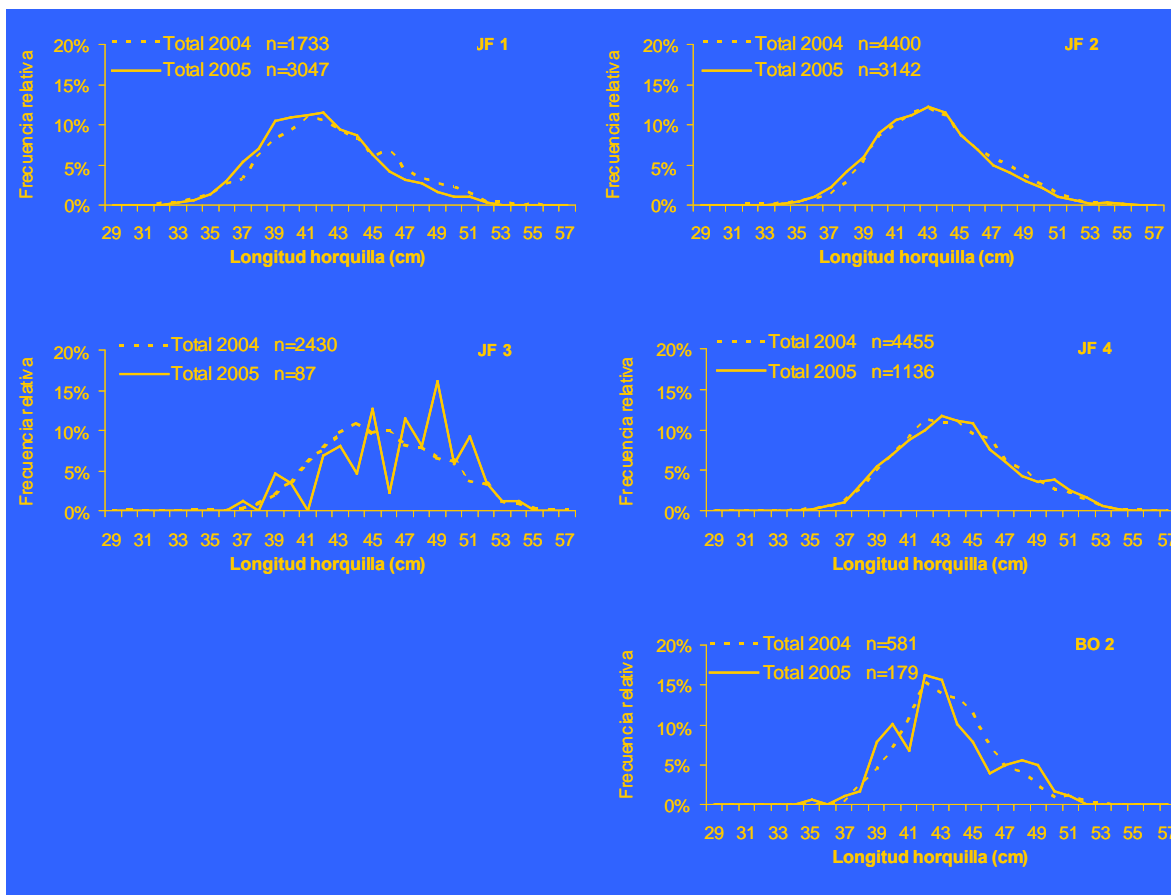 Total 2004 n=1733
Total 2005 n=3047
JF 1
Frecuencia relativa
20%
15%
10%
5%
0%
29 31 33 35 37 39 41 43 45 47 49 51 53 55 57
Longitud horquilla (cm)
Total 2004 n=4400
Total 2005 n=3142
JF 2
Frecuencia relativa
20%
15%
10%
5%
0%
29 31 33 35 37 39 41 43 45 47 49 51 53 55 57
Longitud horquilla (cm)
Total 2004 n=2430
Total 2005 n=87
JF 3
Frecuencia relativa
20%
15%
10%
5%
0%
29 31 33 35 37 39 41 43 45 47 49 51 53 55 57
Longitud horquilla (cm)
Total 2004 n=4455
Total 2005 n=1136
JF 4
Frecuencia relativa
20%
15%
10%
5%
0%
29 31 33 35 37 39 41 43 45 47 49 51 53 55 57
Longitud horquilla (cm)
Total 2004 n=581
Total 2005 n=179
BO 2
Frecuencia relativa
20%
15%
10%
5%
0%
29 31 33 35 37 39 41 43 45 47 49 51 53 55 57
Longitud horquilla (cm)